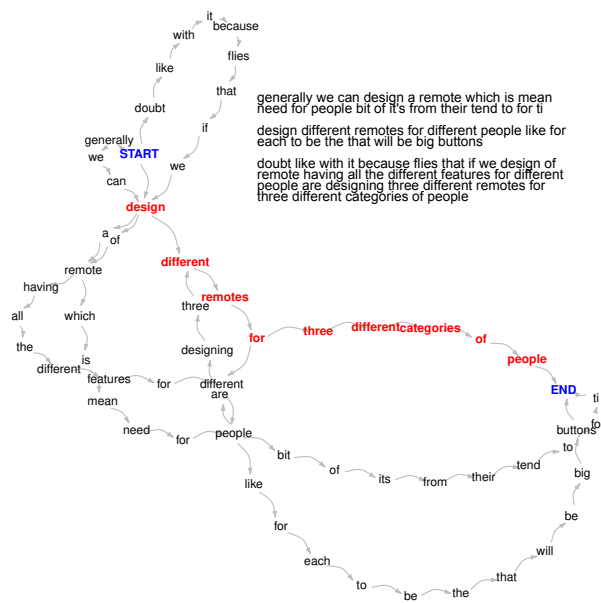 it
with
because
like
flies
that
doubt
if
generally
we
START
we
can
design
a
of
remote
different
having
which
remotes
three
all
for
three
different
categories
of
the
is
designing
people
different
features
for
different
are
END
ti
mean
need
for
people
buttons
fo
to
bit
of
its
from
their
tend
big
like
be
for
will
each
that
to
be
the
generally we can design a remote which is mean
need for people bit of it's from their tend to for ti
design different remotes for different people like for
each to be the that will be big buttons
doubt like with it because flies that if we design of
remote having all the different features for different
people are designing three different remotes for
three different categories of people